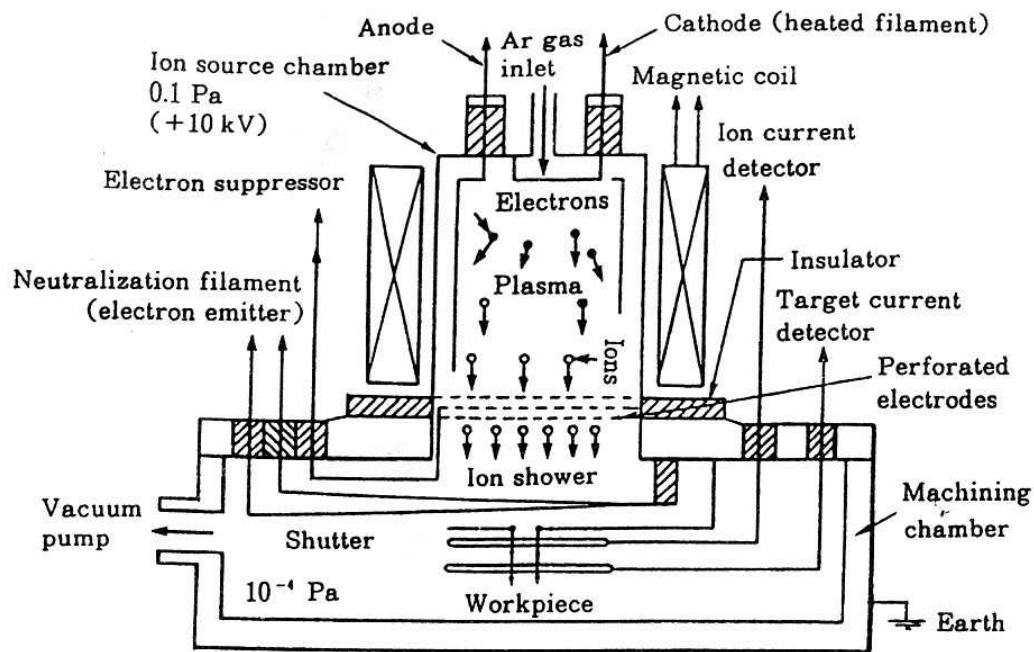 Anode
Ar gas
inlet
Cathode (heated filament)
Ion source chamber
0.1 Pa
(+10 kV)
Magnetic coil
Ion current
detector
Electron suppressor
Electrons
Neutralization filament
(electron emitter)
Plasma
Insulator
Target current
detector
Ions
Perforated
electrodes
Ion shower
Vacuum
pump
Shutter
Machining
chamber
10⁻⁴ Pa
Workpiece
Earth